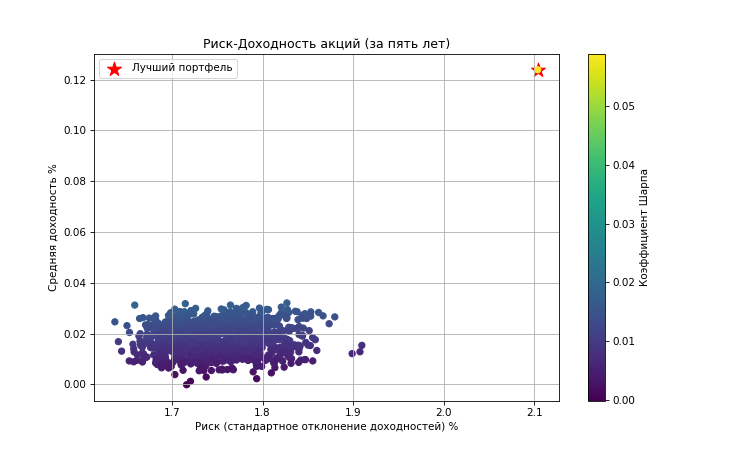 Риск-Доходность акций (за пять лет)
Лучший портфель
Средняя доходность %
0.12
0.10
0.08
0.06
0.04
0.02
0.00
1.7 1.8 1.9 2.0 2.1
Риск (стандартное отклонение доходностей) %
0.05
0.04
0.03
0.02
0.01
0.00
Коэффициент Шарпа